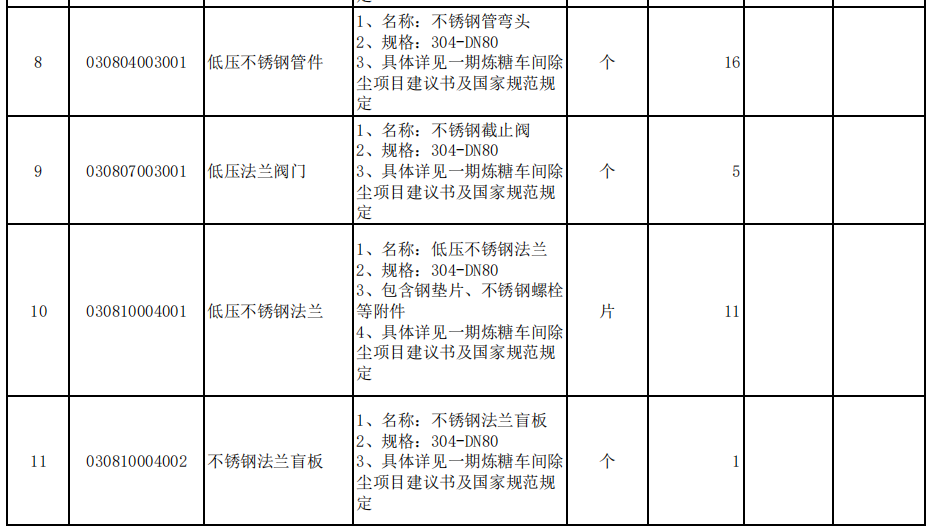 定
8 030804003001 低压不锈钢管件 1、名称：不锈钢管弯头
2、规格：304-DN80
3、具体详见一期炼糖车间除
尘项目建议书及国家规范规
定 个 16
9 030807003001 低压法兰阀门 1、名称：不锈钢截止阀
2、规格：304-DN80
3、具体详见一期炼糖车间除
尘项目建议书及国家规范规
定 个 5
10 030810004001 低压不锈钢法兰 1、名称：低压不锈钢法兰
2、规格：304-DN80
3、包含钢垫片、不锈钢螺栓
等附件
4、具体详见一期炼糖车间除
尘项目建议书及国家规范规
定 片 11
11 030810004002 不锈钢法兰盲板 1、名称：不锈钢法兰盲板
2、规格：304-DN80
3、具体详见一期炼糖车间除
尘项目建议书及国家规范规
定 个 1